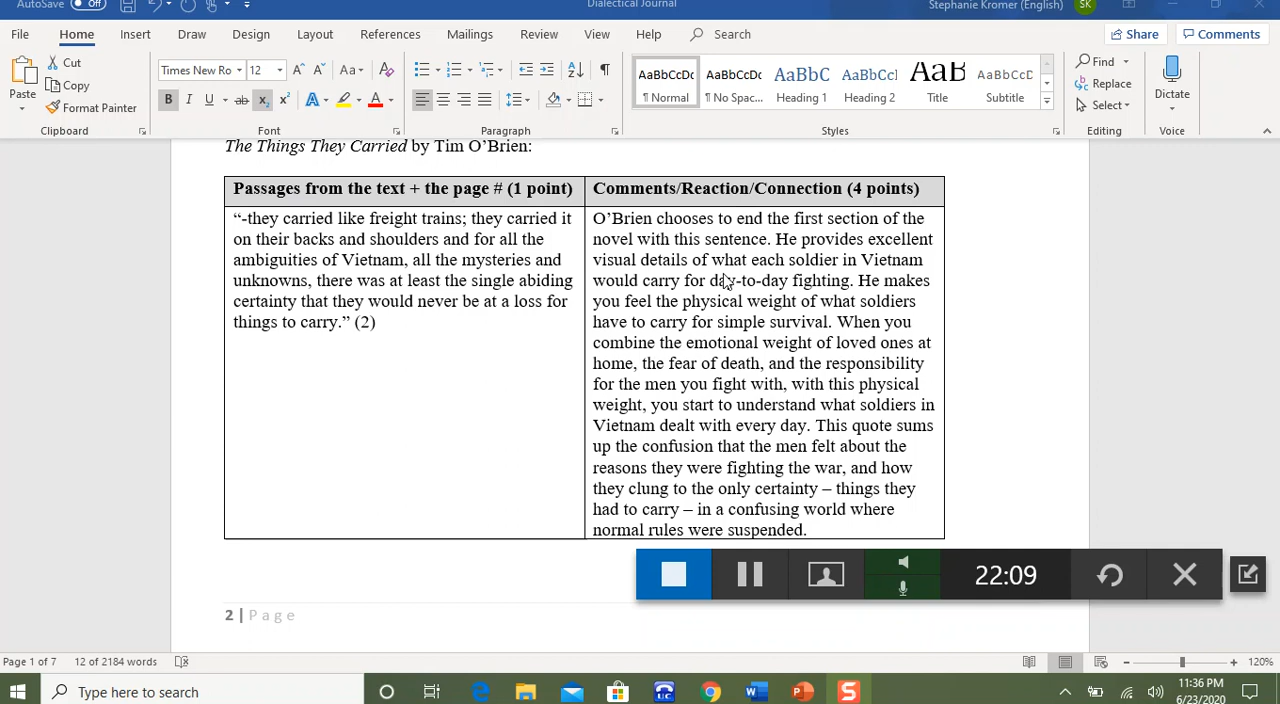 AutoSave Off
Dialectical Journal
Stephanie Kromer (English) SK
File Home Insert Draw Design Layout References Mailings Review View Help Search
Share Comments
Paste
Cut
Copy
Format Painter
Clipboard
Times New Ro 12
Font
Paragraph
AaBbCcDc AaBbCcDc AaBbC AaBbCcI AaB AaBbCcD
¶ Normal ¶ No Spac... Heading 1 Heading 2 Title Subtitle
Styles
Find
Replace
Select
Editing
Dictate
Voice
The Things They Carried by Tim O’Brien:
Passages from the text + the page # (1 point)
“-they carried like freight trains; they carried it
on their backs and shoulders and for all the
ambiguities of Vietnam, all the mysteries and
unknowns, there was at least the single abiding
certainty that they would never be at a loss for
things to carry.” (2)
Comments/Reaction/Connection (4 points)
O’Brien chooses to end the first section of the
novel with this sentence. He provides excellent
visual details of what each soldier in Vietnam
would carry for day-to-day fighting. He makes
you feel the physical weight of what soldiers
have to carry for simple survival. When you
combine the emotional weight of loved ones at
home, the fear of death, and the responsibility
for the men you fight with, with this physical
weight, you start to understand what soldiers in
Vietnam dealt with every day. This quote sums
up the confusion that the men felt about the
reasons they were fighting the war, and how
they clung to the only certainty – things they
had to carry – in a confusing world where
normal rules were suspended.
22:09
2 | Page
Page 1 of 7 12 of 2184 words
120%
Type here to search
11:36 PM
6/23/2020